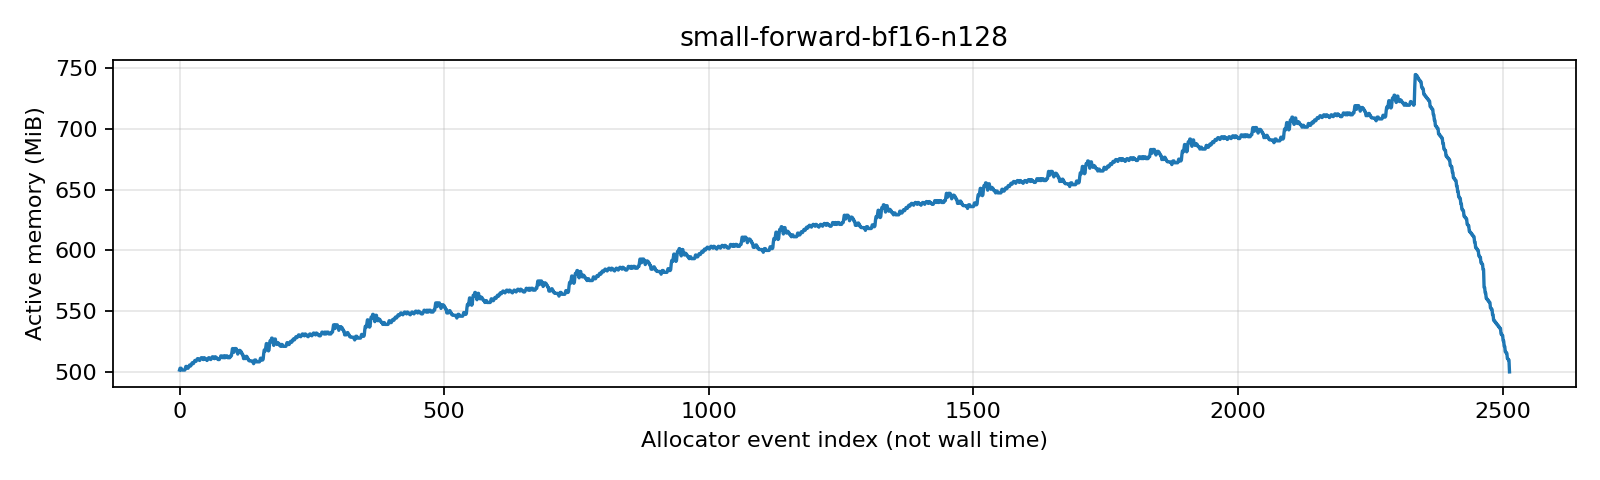 small-forward-bf16-n128
Active memory (MiB)
750
700
650
600
550
500
0 500 1000 1500 2000 2500
Allocator event index (not wall time)